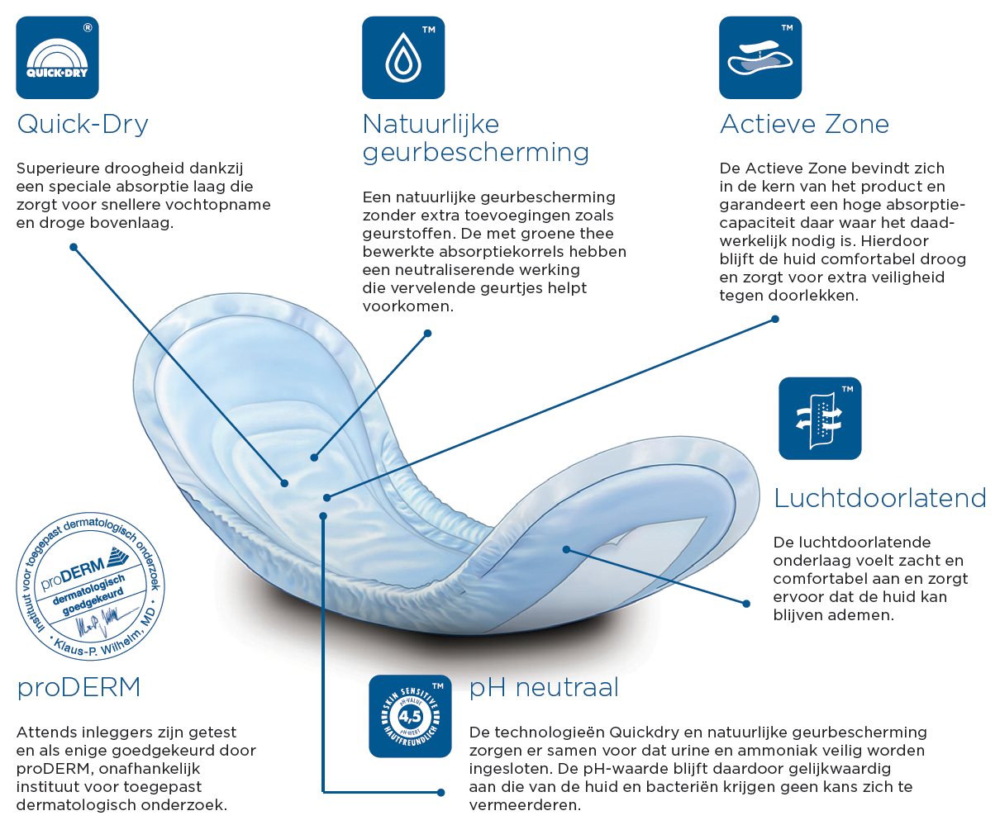 ®
QUICK•DRY
Quick-Dry
Superieure droogheid dankzij
een speciale absorptie laag die
zorgt voor snellere vochtopname
en droge bovenlaag.
TM
Natuurlijke
geurbescherming
Een natuurlijke geurbescherming
zonder extra toevoegingen zoals
geurstoffen. De met groene thee
bewerkte absorptiekorrels hebben
een neutraliserende werking
die vervelende geurtjes helpt
voorkomen.
TM
Actieve Zone
De Actieve Zone bevindt zich
in de kern van het product en
garandeert een hoge absorptie-
capaciteit daar waar het daad-
werkelijk nodig is. Hierdoor
blijft de huid comfortabel droog
en zorgt voor extra veiligheid
tegen doorlekken.
TM
Luchtdoorlatend
De luchtdoorlatende
onderlaag voelt zacht en
comfortabel aan en zorgt
ervoor dat de huid kan
blijven ademen.
Instituut voor toegepast dermatologisch onderzoek
proDERM
dermatologisch
goedgekeurd
• Klaus-P. Wilhelm, MD •
proDERM
Attends inleggers zijn getest
en als enige goedgekeurd door
proDERM, onafhankelijk
instituut voor toegepast
dermatologisch onderzoek.
TM
SKIN SENSITIVE
pH-VALUE
4,5
pH-WERT
HAUTFREUNDLICH
pH neutraal
De technologieën Quickdry en natuurlijke geurbescherming
zorgen er samen voor dat urine en ammoniak veilig worden
ingesloten. De pH-waarde blijft daardoor gelijkwaardig
aan die van de huid en bacteriën krijgen geen kans zich te
vermeerderen.